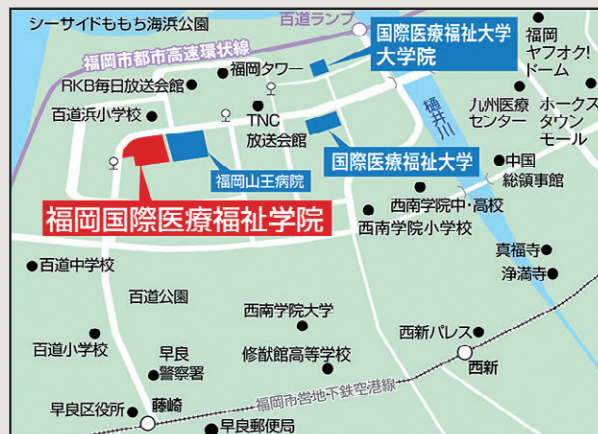 シーサイドももち海浜公園
百道ランプ
福岡市都市高速環状線
国際医療福祉大学
大学院
福岡
ヤフオク!
ドーム
福岡タワー
RKB毎日放送会館
百道浜小学校
TNC
放送会館
樋井川
九州医療
センター
ホークス
タウン
モール
国際医療福祉大学
福岡山王病院
中国
総領事館
福岡国際医療福祉学院
西南学院中・高校
西南学院小学校
真福寺
浄満寺
百道中学校
百道公園
西南学院大学
西新パレス
百道小学校
早良
警察署
修猷館高等学校
西新
福岡市営地下鉄空港線
早良区役所
藤崎
早良郵便局